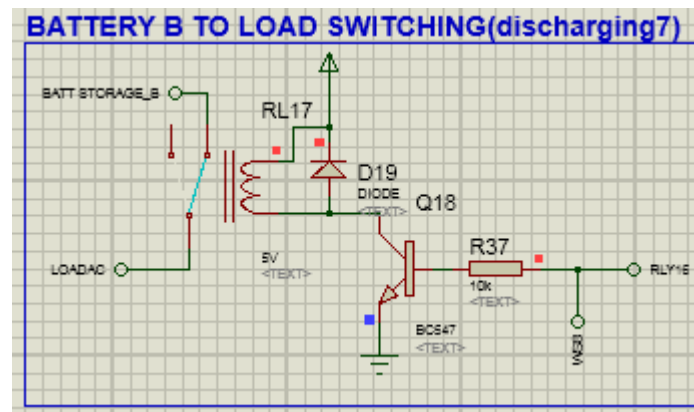 BATTERY B TO LOAD SWITCHING(discharging7)
BATT STORAGE_B
RL17
D19
DIODE
<TEXT>
Q18
R37
5V
<TEXT>
LOADAC
10k
<TEXT>
RLY16
BC547
<TEXT>